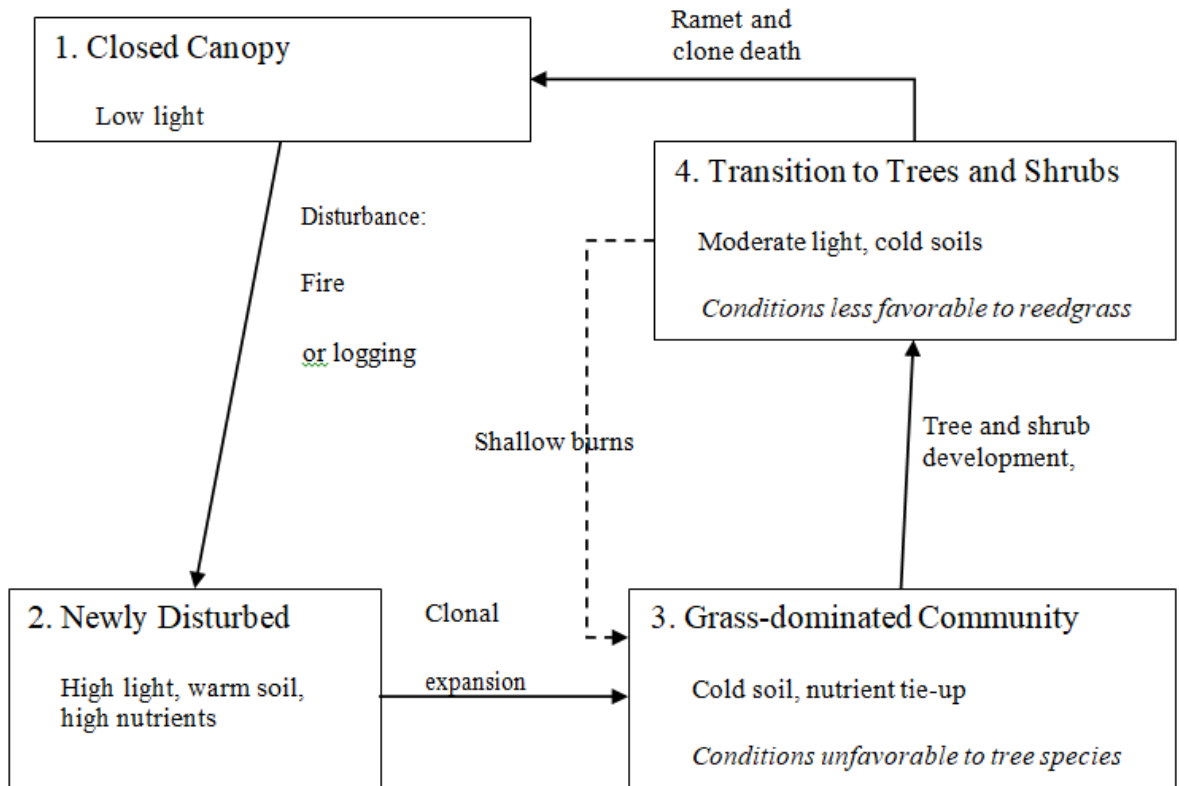 1. Closed Canopy
Low light
Ramet and
clone death
Disturbance:
Fire
or logging
4. Transition to Trees and Shrubs
Moderate light, cold soils
Conditions less favorable to reedgrass
Shallow burns
Tree and shrub
development,
2. Newly Disturbed
High light, warm soil,
high nutrients
Clonal
expansion
3. Grass-dominated Community
Cold soil, nutrient tie-up
Conditions unfavorable to tree species